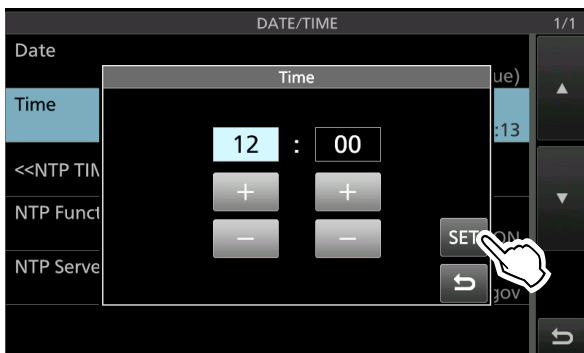 DATE/TIME 1/1
Date
ue)
Time
Time
:13
12 : 00
<<NTP TIM
+ +
NTP Funct
− −
SET
ON
NTP Serve
gov